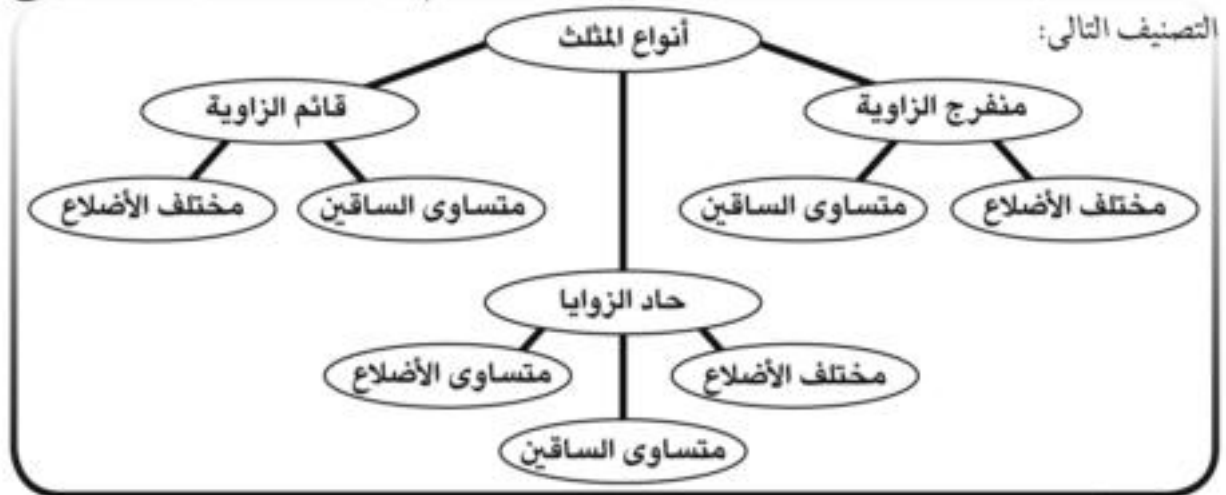 التصنيف التالى:
أنواع المثلث
منفرج الزاوية
قائم الزاوية
مختلف الأضلاع
متساوى الساقين
متساوى الساقين
مختلف الأضلاع
حاد الزوايا
مختلف الأضلاع
متساوى الأضلاع
متساوى الساقين